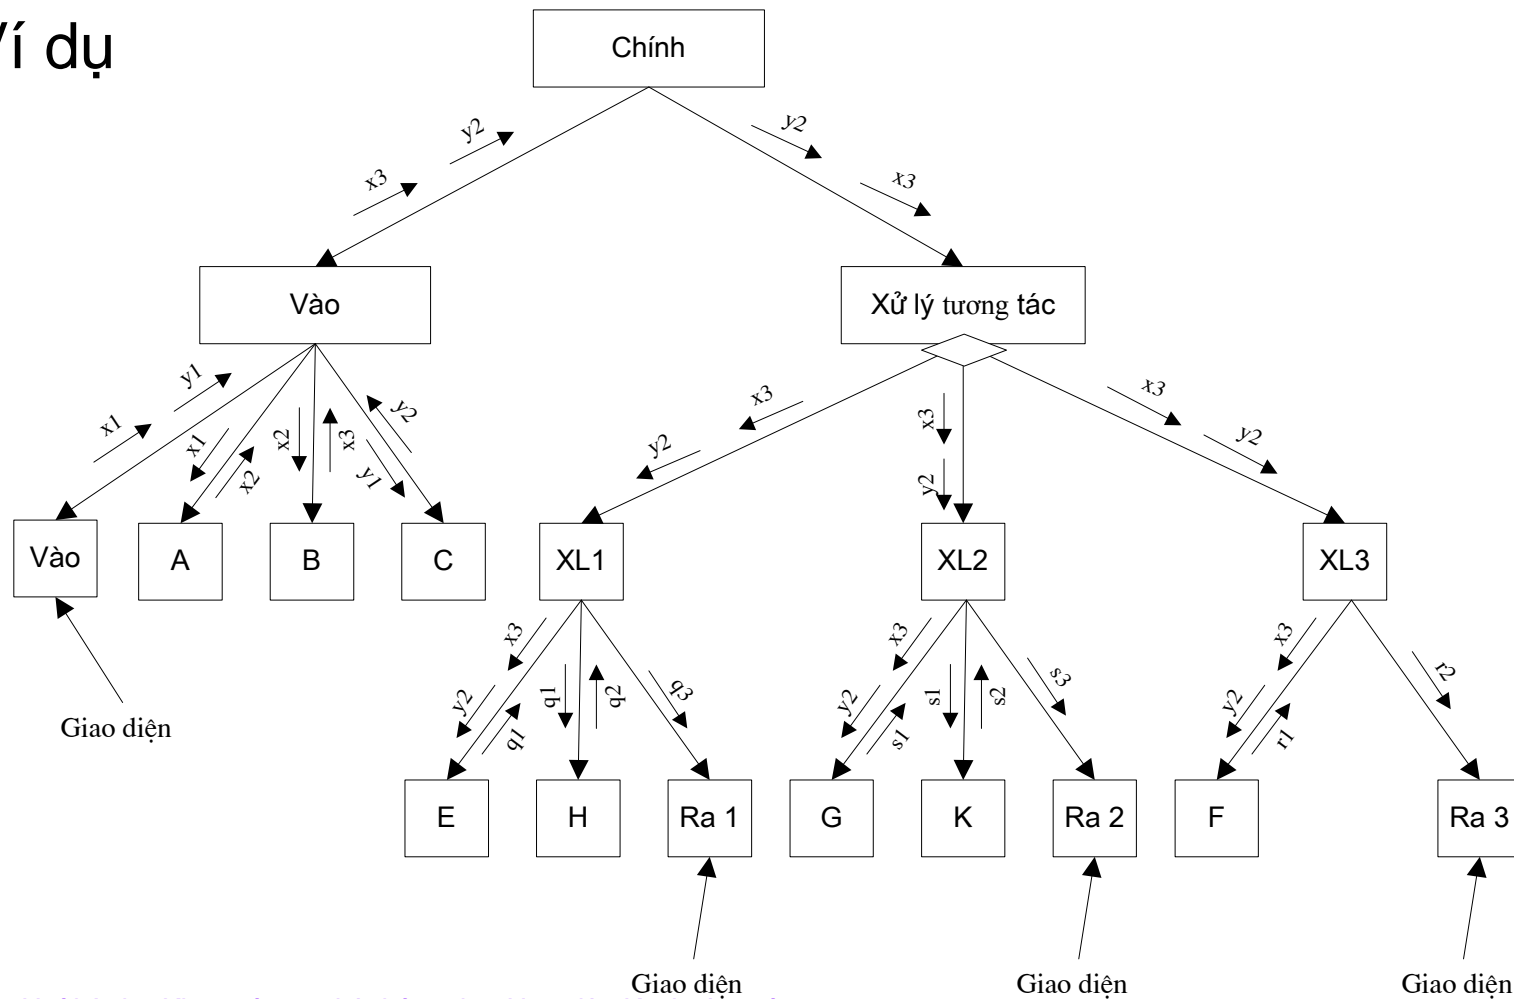 Ví dụ
Chính
y2
x3
y2
x3
Vào
Xử lý tương tác
x1
y1
x1
x2
x2
x3
y1
y2
x3
y2
x3
y2
x3
y2
Vào
A
B
C
XL1
XL2
XL3
Giao diện
x3
y2
q1
q1
q2
q3
x3
y2
s1
s1
s2
s3
x3
y2
r1
r2
E
H
Ra 1
G
K
Ra 2
F
Ra 3
Giao diện
Giao diện
Giao diện